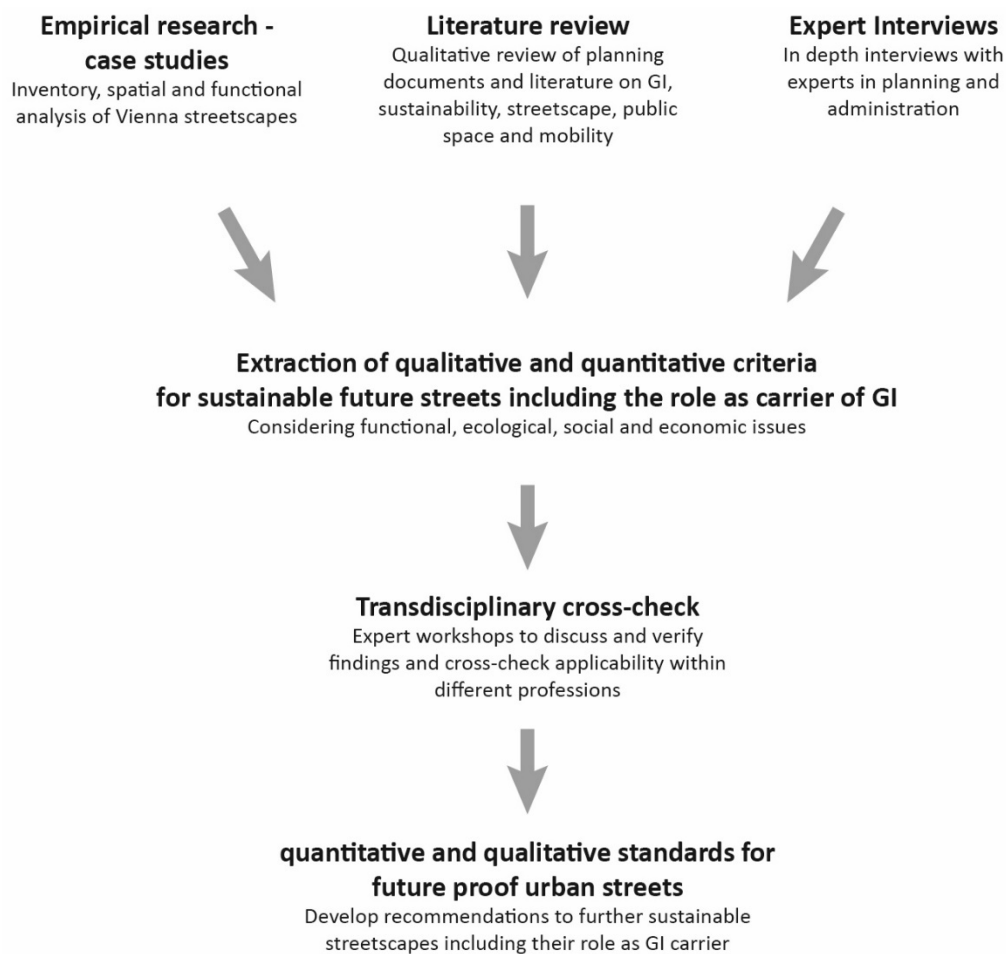 Empirical research -
case studies
Inventory, spatial and functional
analysis of Vienna streetscapes
Literature review
Qualitative review of planning
documents and literature on GI,
sustainability, streetscape, public
space and mobility
Expert Interviews
In depth interviews with
experts in planning and
administration
Extraction of qualitative and quantitative criteria
for sustainable future streets including the role as carrier of GI
Considering functional, ecological, social and economic issues
Transdisciplinary cross-check
Expert workshops to discuss and verify
findings and cross-check applicability within
different professions
quantitative and qualitative standards for
future proof urban streets
Develop recommendations to further sustainable
streetscapes including their role as GI carrier